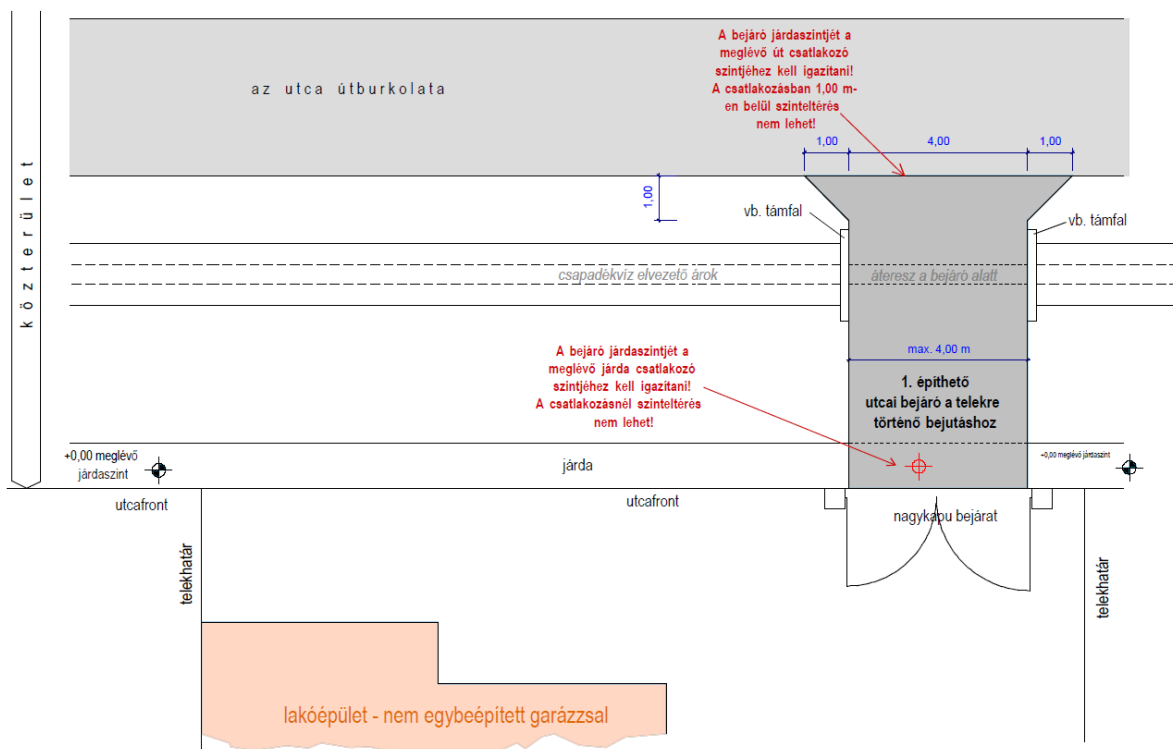 A bejáró járdaszintjét a
meglévő út csatlakozó
szintjéhez kell igazítani!
A csatlakozásban 1,00 m-
en belül szinteltérés
nem lehet!
az utca útburkolata
1,00
4,00
1,00
közterület
1,00
vb. támfal
vb. támfal
csapadékvíz elvezető árok
áteresz a bejáró alatt
A bejáró járdaszintjét a
meglévő járda csatlakozó
szintjéhez kell igazítani!
A csatlakozásnél szinteltérés
nem lehet!
max. 4,00 m
1. építhető
utcai bejáró a telekre
történő bejutáshoz
+0,00 meglévő
járdaszint
járda
+0,00 meglévő járdaszint
utcafront
utcafront
nagykapu bejárat
telekhatár
telekhatár
lakóépület - nem egybeépített garázzsal